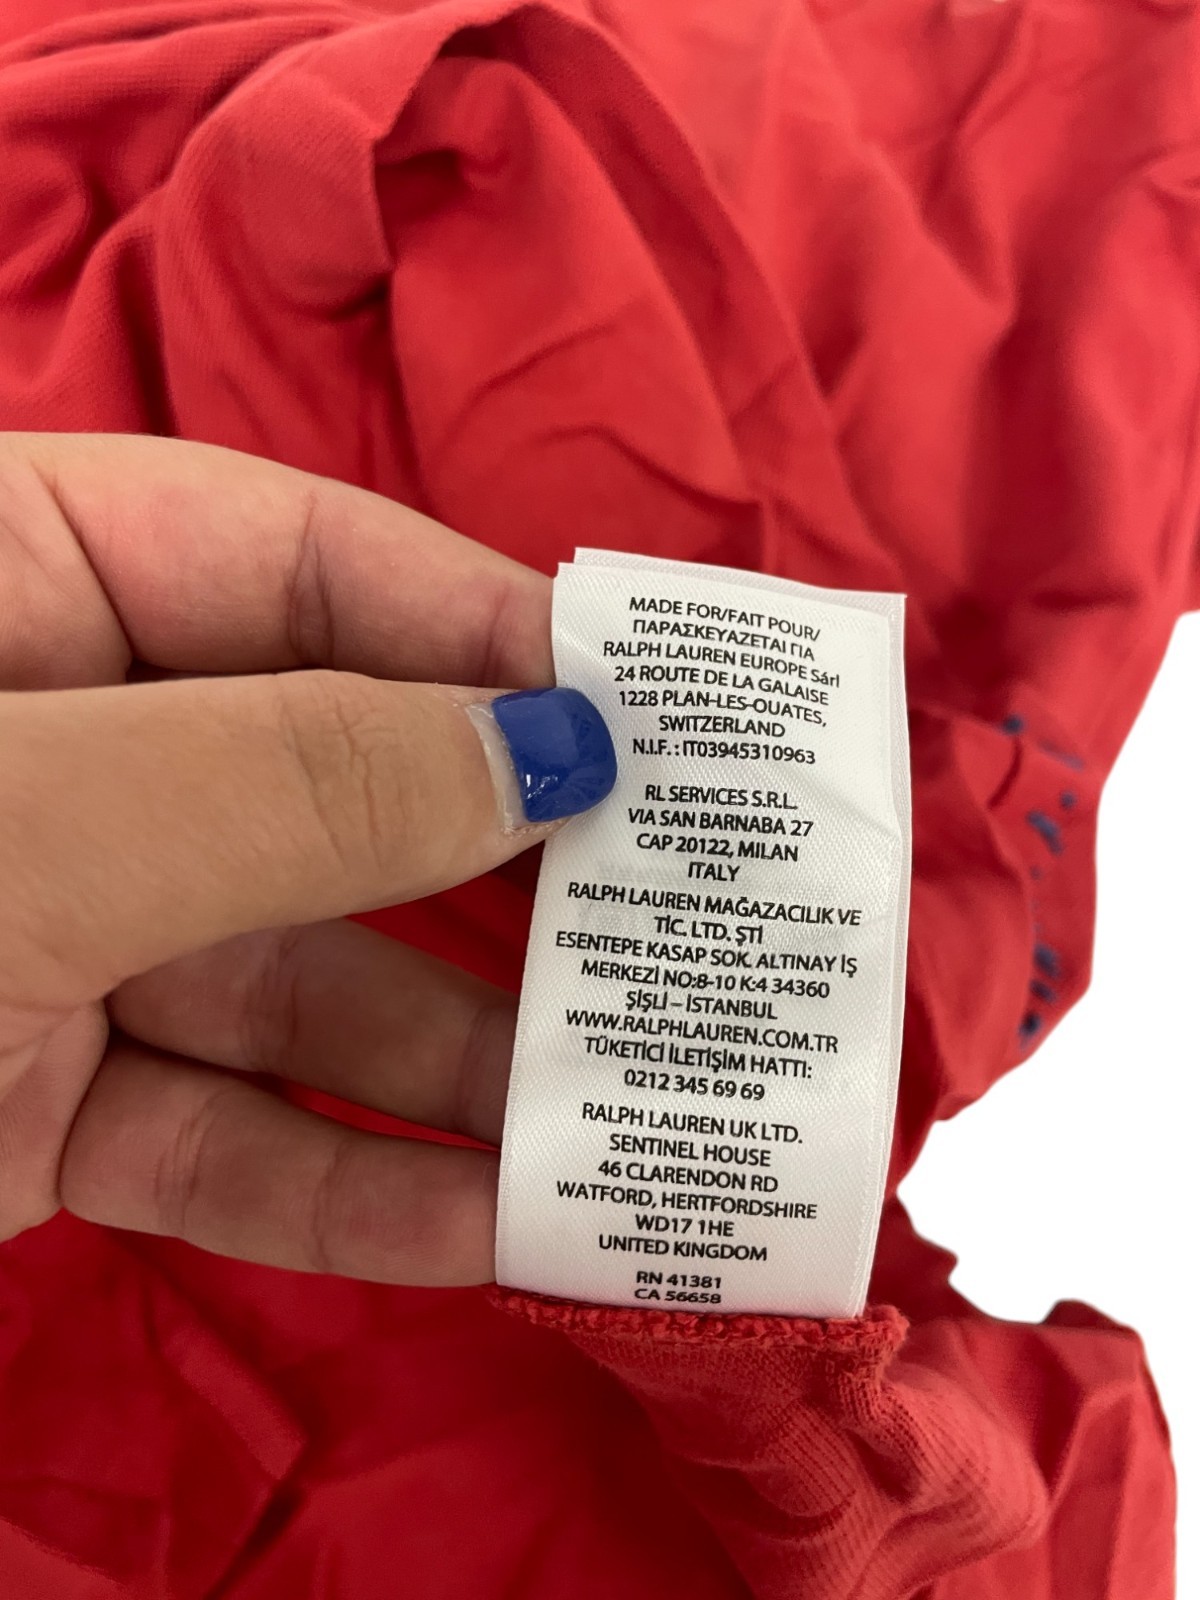 MADE FOR/FAIT POUR/
ΠΑΡΑΣΚΕΥΑΖΕΤΑΙ ΓΙΑ
RALPH LAUREN EUROPE Sárl
24 ROUTE DE LA GALAISE
1228 PLAN-LES-OUATES,
SWITZERLAND
N.I.F. : IT03945310963
RL SERVICES S.R.L.
VIA SAN BARNABA 27
CAP 20122, MILAN
ITALY
RALPH LAUREN MAĞAZACILIK VE
TİC. LTD. ŞTİ
ESENTEPE KASAP SOK. ALTINAY İŞ
MERKEZİ NO:8-10 K:4 34360
ŞİŞLİ – İSTANBUL
WWW.RALPHLAUREN.COM.TR
TÜKETİCİ İLETİŞİM HATTI:
0212 345 69 69
RALPH LAUREN UK LTD.
SENTINEL HOUSE
46 CLARENDON RD
WATFORD, HERTFORDSHIRE
WD17 1HE
UNITED KINGDOM
RN 41381
CA 56658